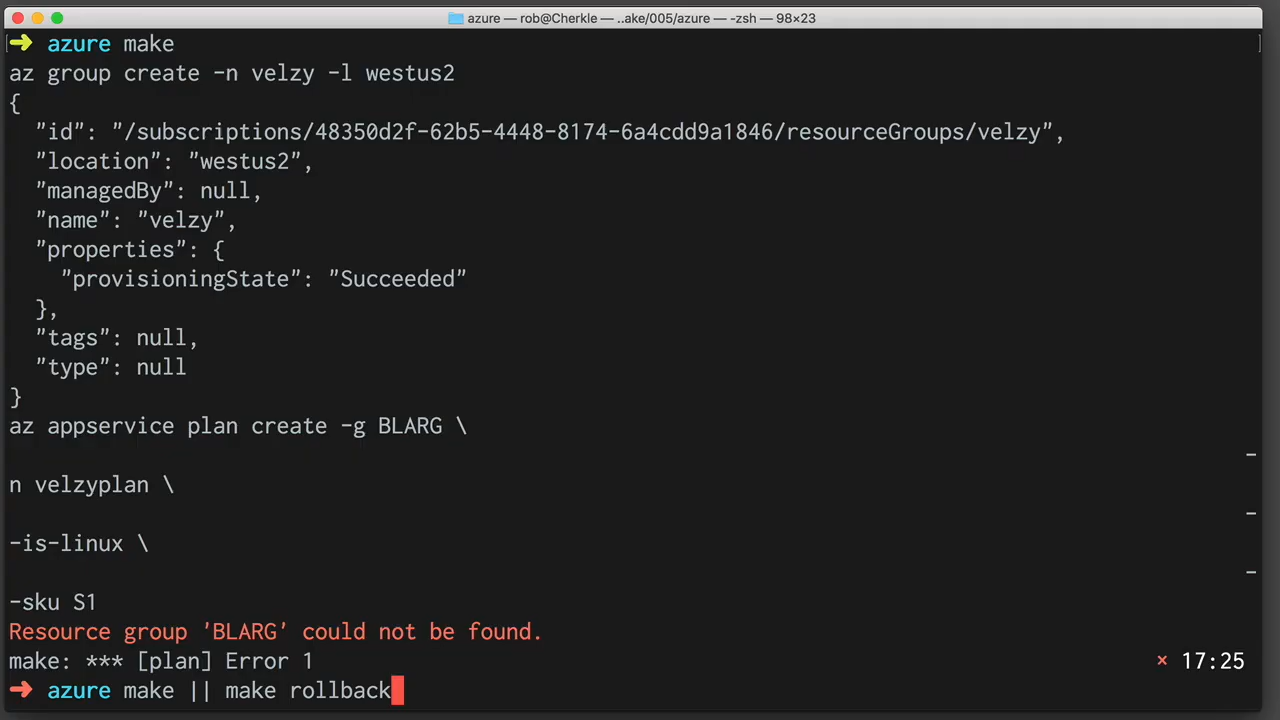 azure — rob@Cherkle — ..ake/005/azure — -zsh — 98×23
➜ azure make
az group create -n velzy -l westus2
{
  "id": "/subscriptions/48350d2f-62b5-4448-8174-6a4cdd9a1846/resourceGroups/velzy",
  "location": "westus2",
  "managedBy": null,
  "name": "velzy",
  "properties": {
    "provisioningState": "Succeeded"
  },
  "tags": null,
  "type": null
}
az appservice plan create -g BLARG \
-
n velzyplan \
-
-is-linux \
-
-sku S1
Resource group 'BLARG' could not be found.
make: *** [plan] Error 1 × 17:25
➜ azure make || make rollback